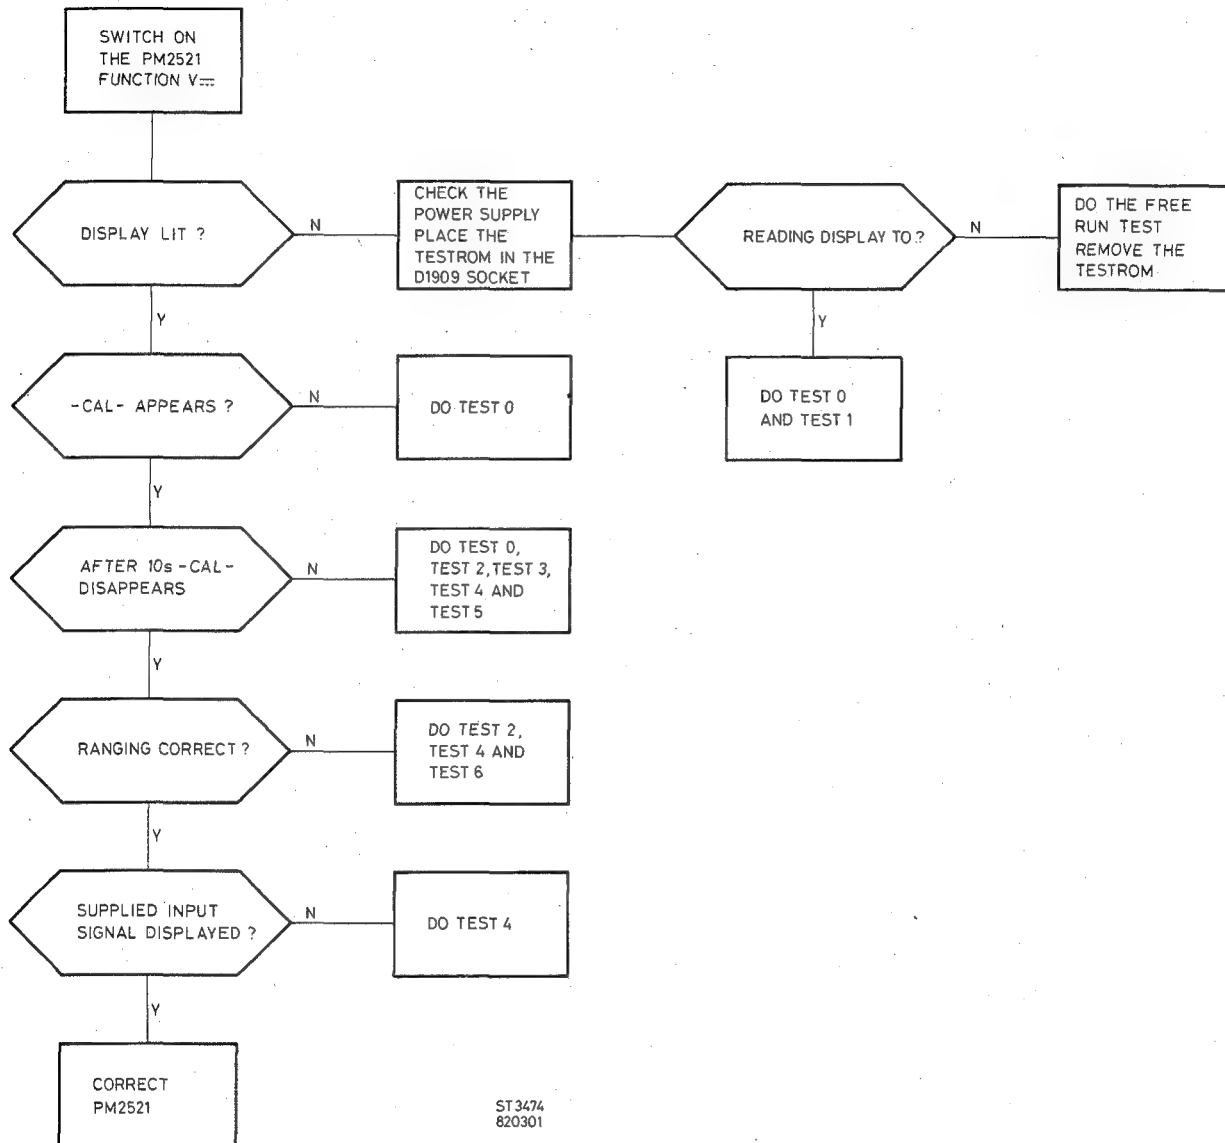 SWITCH ON
THE PM2521
FUNCTION V⎓
DISPLAY LIT ?
N
CHECK THE
POWER SUPPLY
PLACE THE
TESTROM IN THE
D1909 SOCKET
READING DISPLAY TO.?
N
DO THE FREE
RUN TEST
REMOVE THE
TESTROM
Y
Y
-CAL- APPEARS ?
N
DO TEST 0
DO TEST 0
AND TEST 1
Y
AFTER 10s -CAL-
DISAPPEARS
N
DO TEST 0,
TEST 2, TEST 3,
TEST 4 AND
TEST 5
Y
RANGING CORRECT ?
N
DO TEST 2,
TEST 4 AND
TEST 6
Y
SUPPLIED INPUT
SIGNAL DISPLAYED ?
N
DO TEST 4
Y
CORRECT
PM2521
ST3474
820301